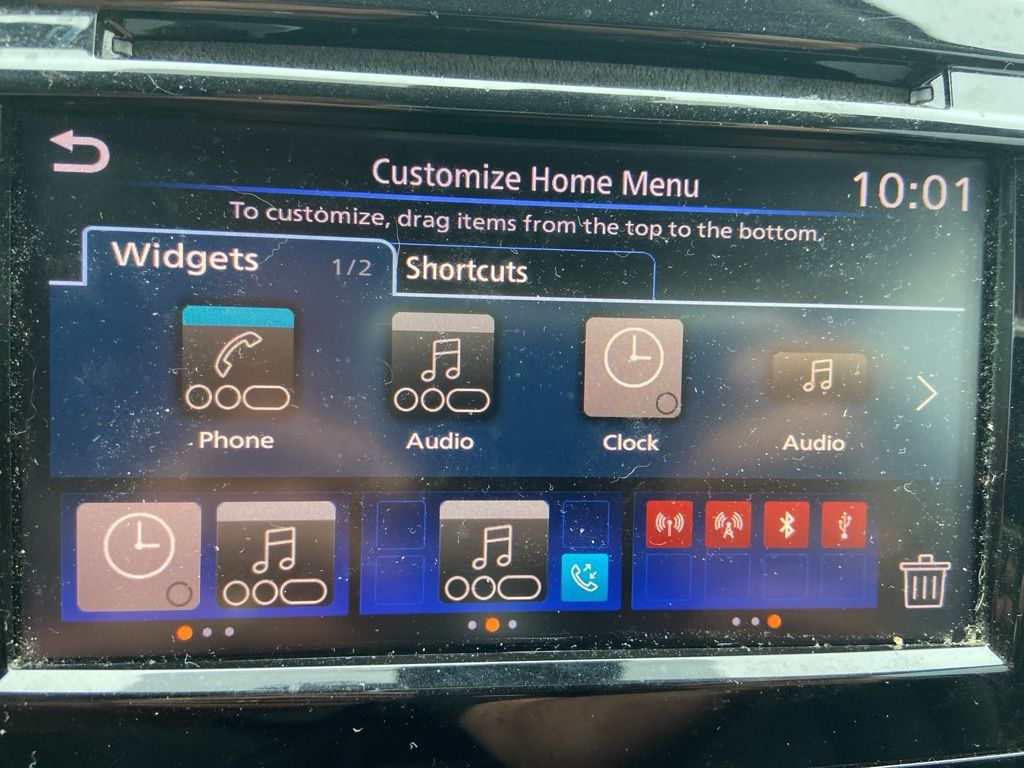 Customize Home Menu
10:01
To customize, drag items from the top to the bottom.
Widgets 1/2
Shortcuts
Phone
Audio
Clock
Audio
A